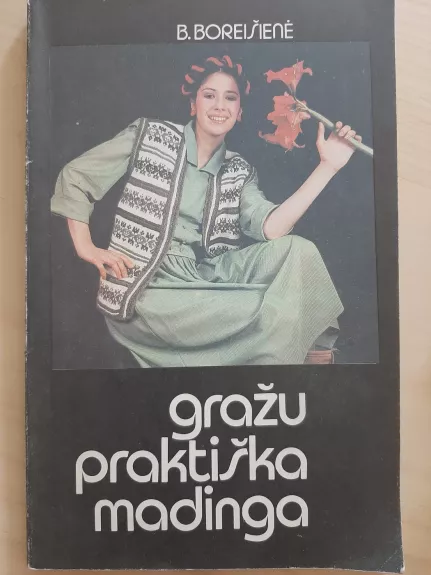 B. BOREIŠIENĖ
gražu
praktiška
madinga